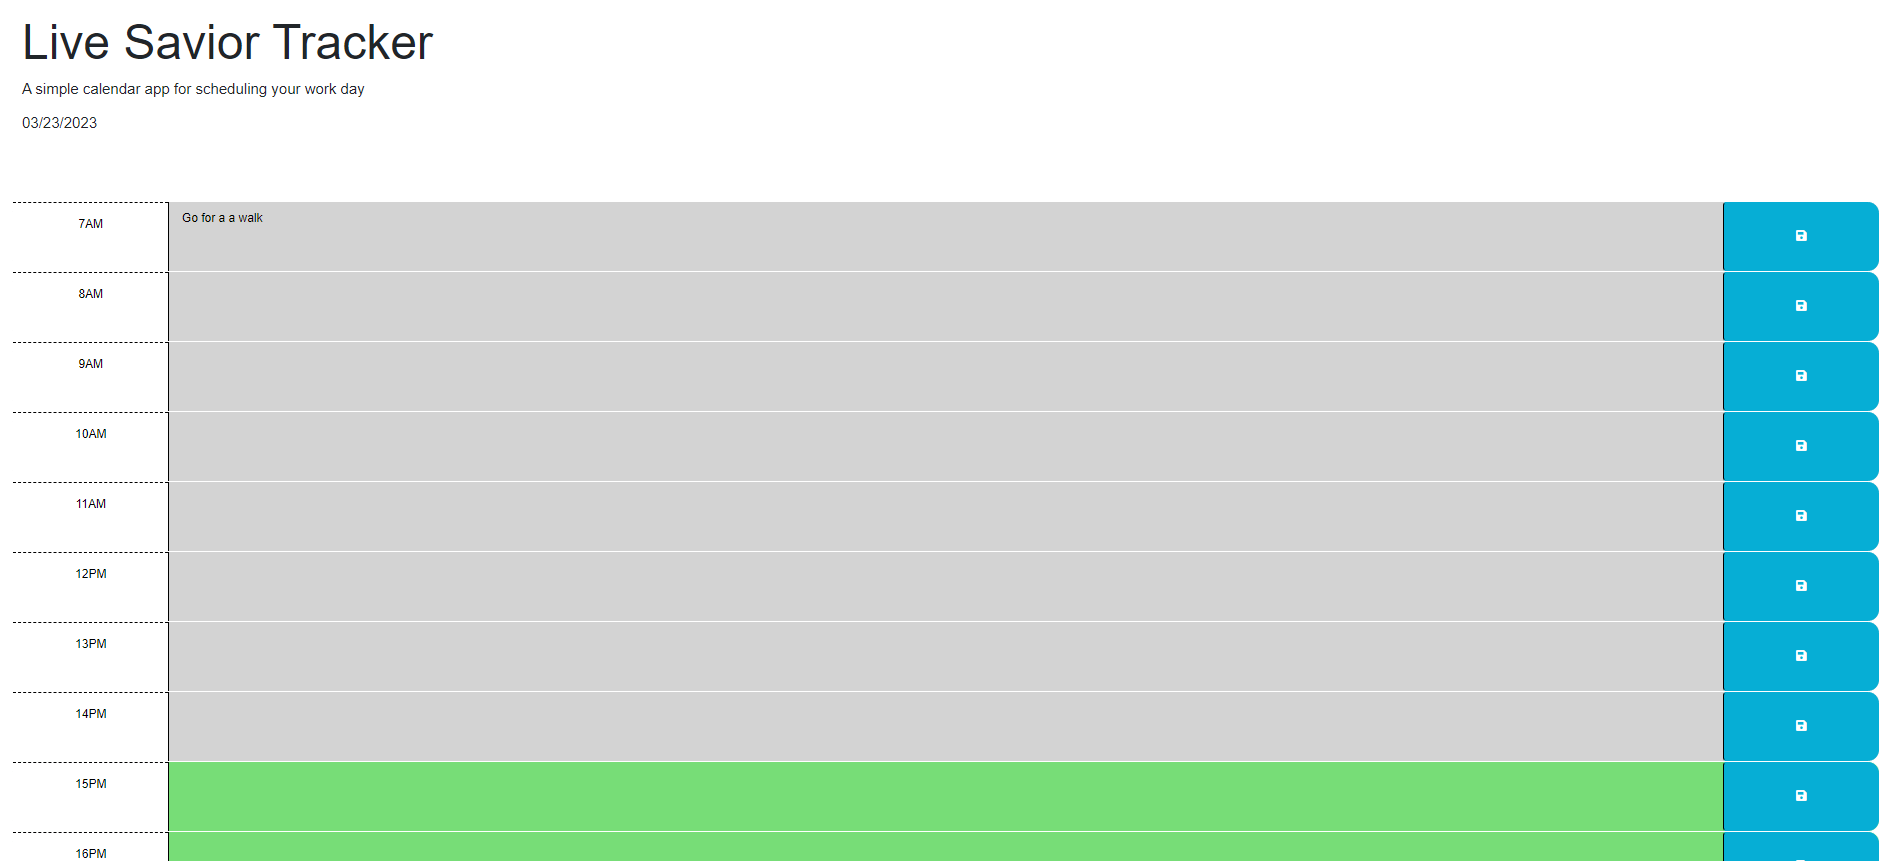 Live Savior Tracker
A simple calendar app for scheduling your work day
03/23/2023
7AM
Go for a a walk
8AM
9AM
10AM
11AM
12PM
13PM
14PM
15PM
16PM